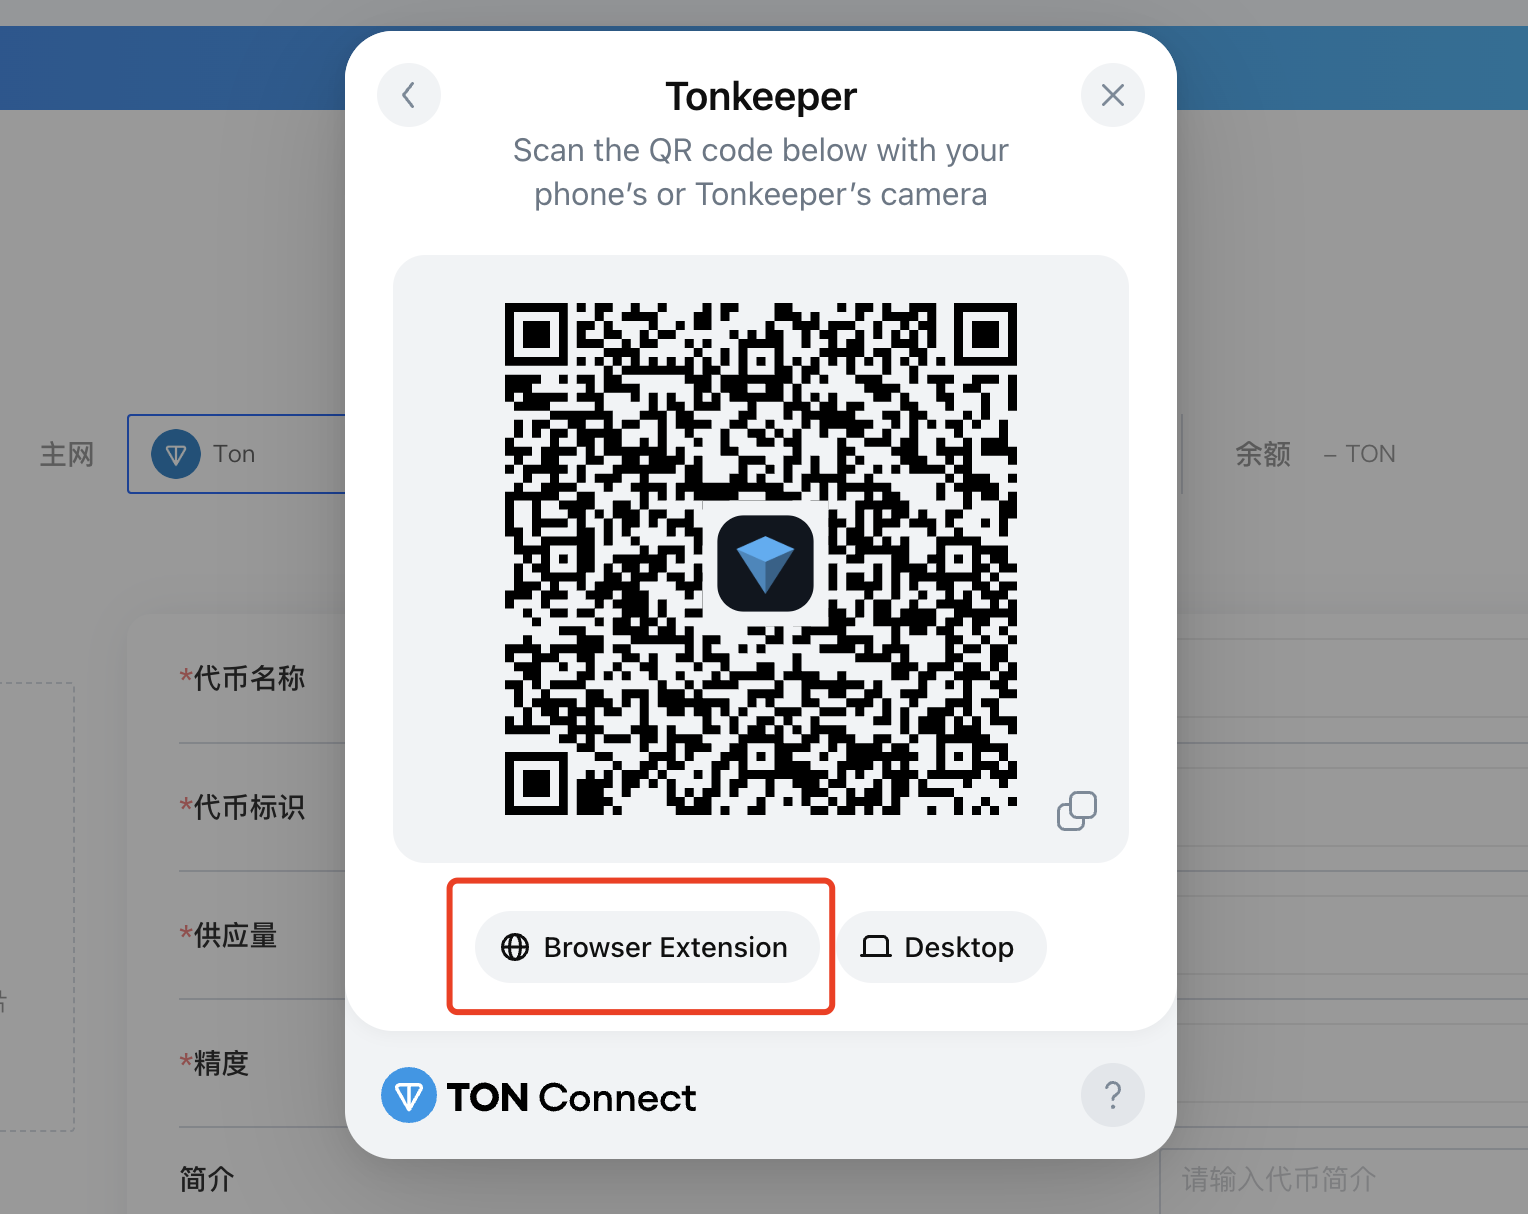 Tonkeeper
Scan the QR code below with your
phone's or Tonkeeper's camera
主网
Ton
余额
– TON
*代币名称
*代币标识
*供应量
*精度
简介
请输入代币简介
Browser Extension
Desktop
TON Connect
?